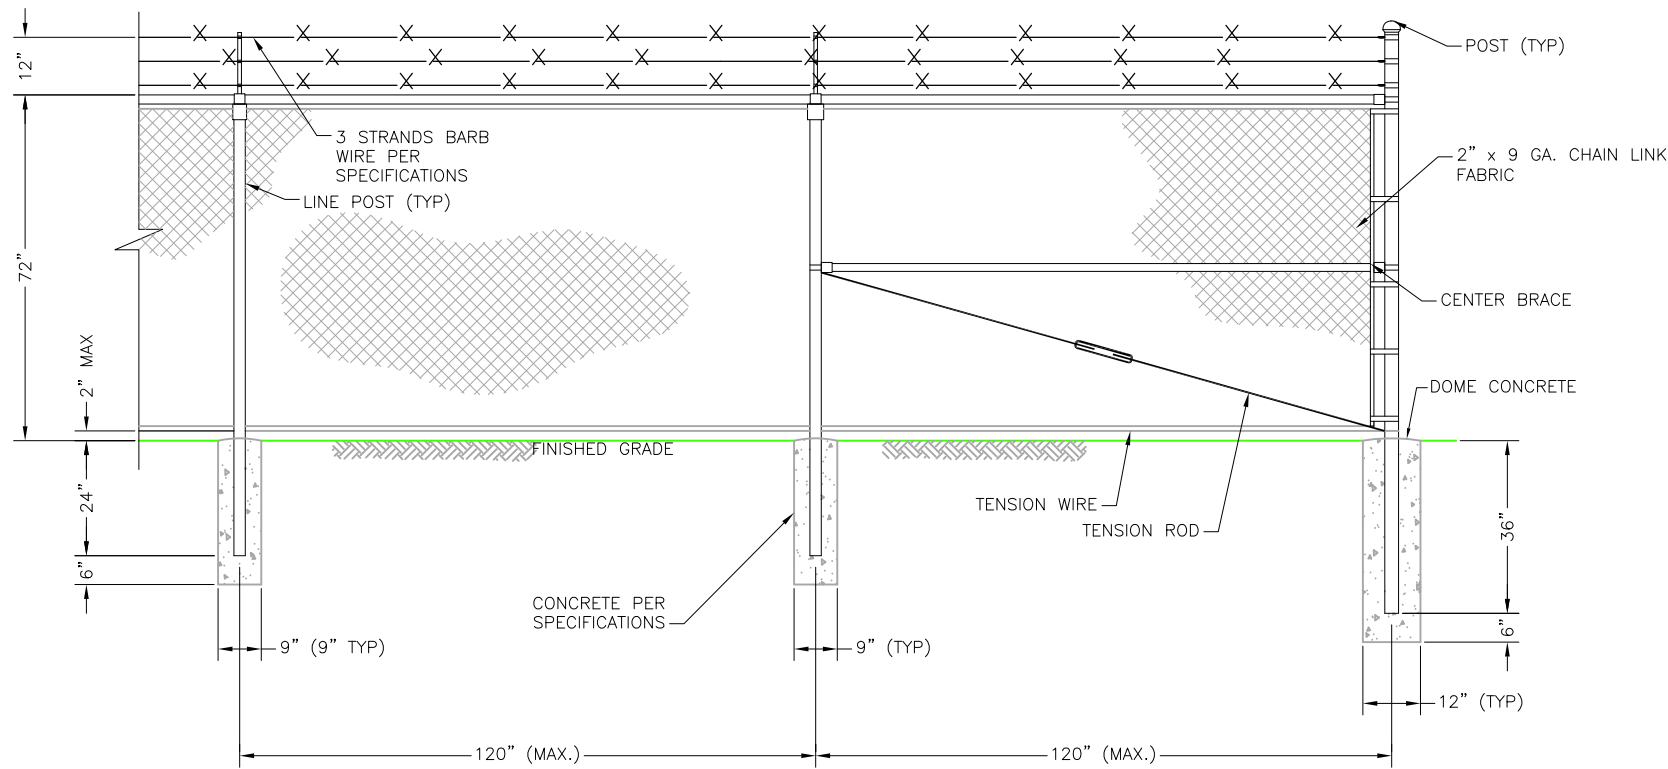 POST (TYP)
12”
3 STRANDS BARB
WIRE PER
SPECIFICATIONS
2” x 9 GA. CHAIN LINK
FABRIC
LINE POST (TYP)
72”
CENTER BRACE
2” MAX
DOME CONCRETE
FINISHED GRADE
24”
TENSION WIRE
TENSION ROD
36”
6”
CONCRETE PER
SPECIFICATIONS
6”
9” (9” TYP)
9” (TYP)
12” (TYP)
120” (MAX.)
120” (MAX.)